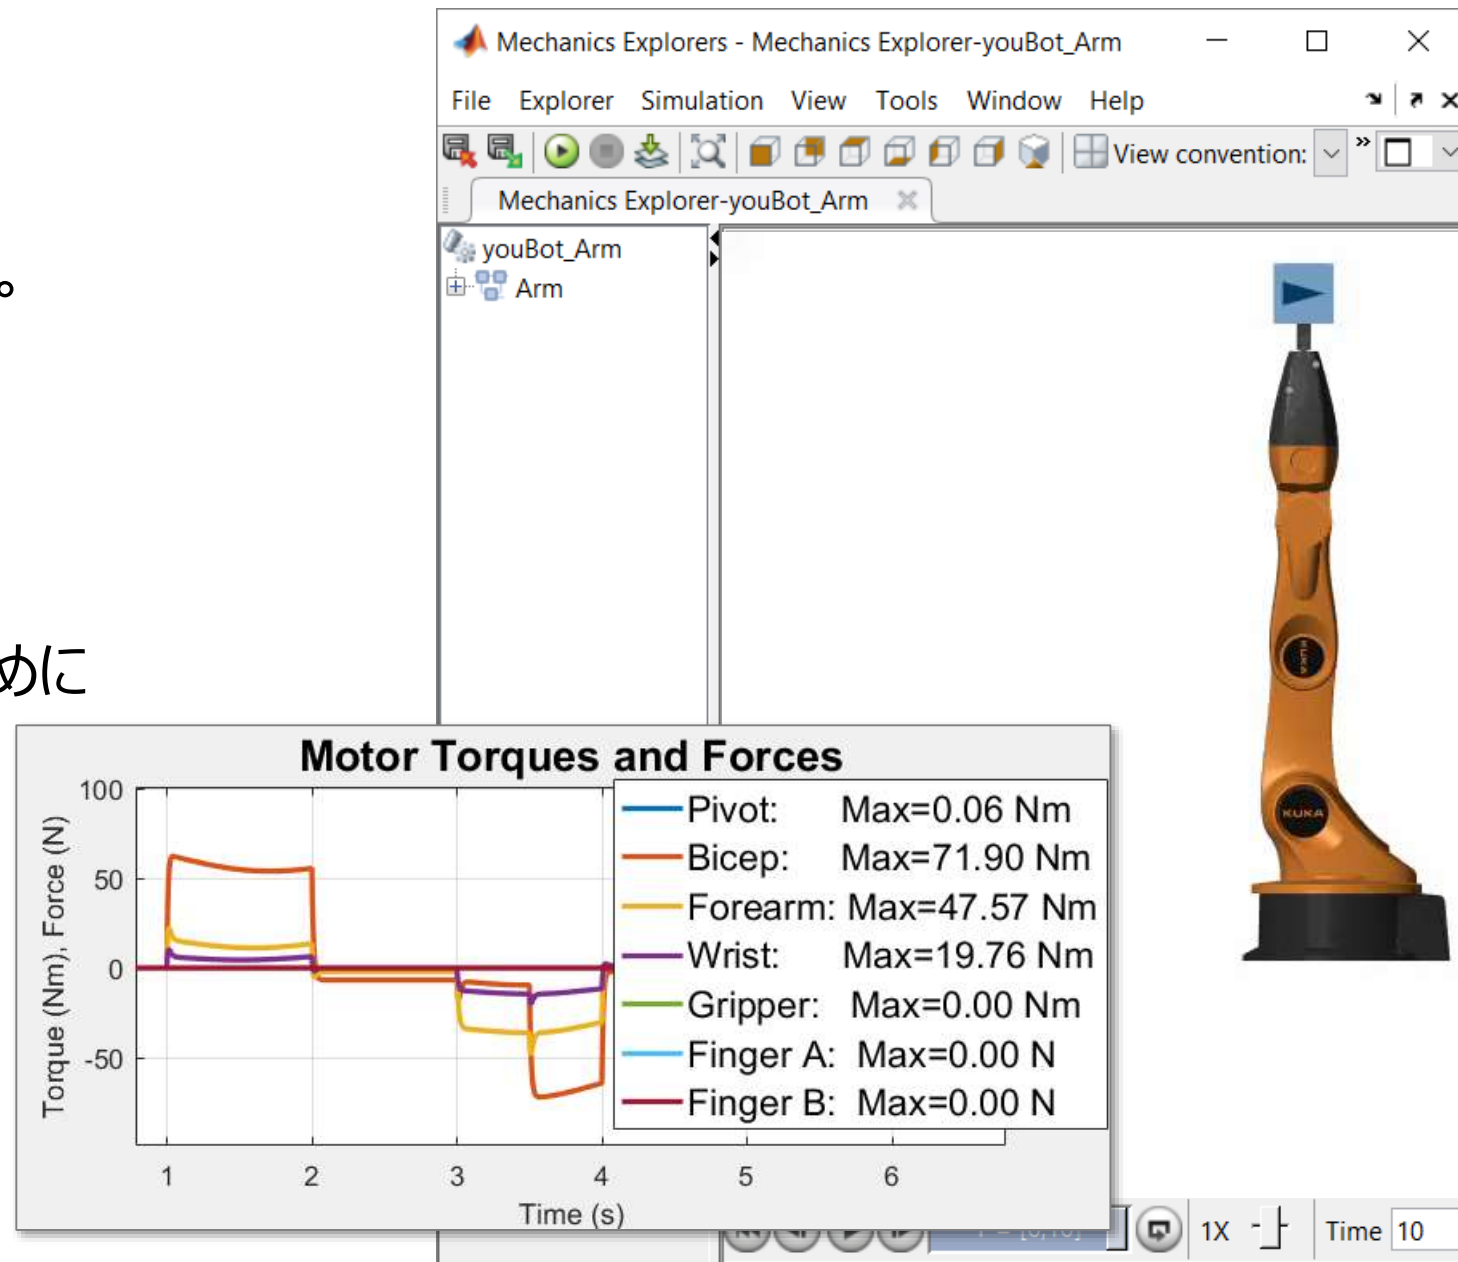 Mechanics Explorers - Mechanics Explorer-youBot_Arm
File Explorer Simulation View Tools Window Help
View convention:
Mechanics Explorer-youBot_Arm
youBot_Arm
Arm
。
めに
KUKA
KUKA
Motor Torques and Forces
Torque (Nm), Force (N)
100
50
0
-50
Pivot: Max=0.06 Nm
Bicep: Max=71.90 Nm
Forearm: Max=47.57 Nm
Wrist: Max=19.76 Nm
Gripper: Max=0.00 Nm
Finger A: Max=0.00 N
Finger B: Max=0.00 N
1 2 3 4 5 6
Time (s)
1X Time 10